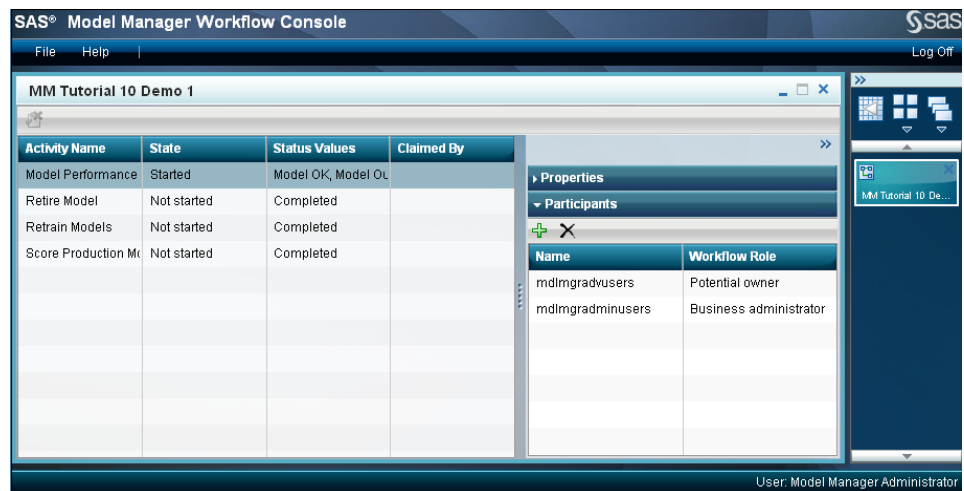 SAS® Model Manager Workflow Console
sas
File Help Log Off
MM Tutorial 10 Demo 1
Activity Name State Status Values Claimed By
Model Performance Started Model OK, Model Ou
Retire Model Not started Completed
Retrain Models Not started Completed
Score Production Mo Not started Completed
Properties
Participants
Name Workflow Role
mdlmgradvusers Potential owner
mdlmgradminusers Business administrator
MM Tutorial 10 De...
User: Model Manager Administrator